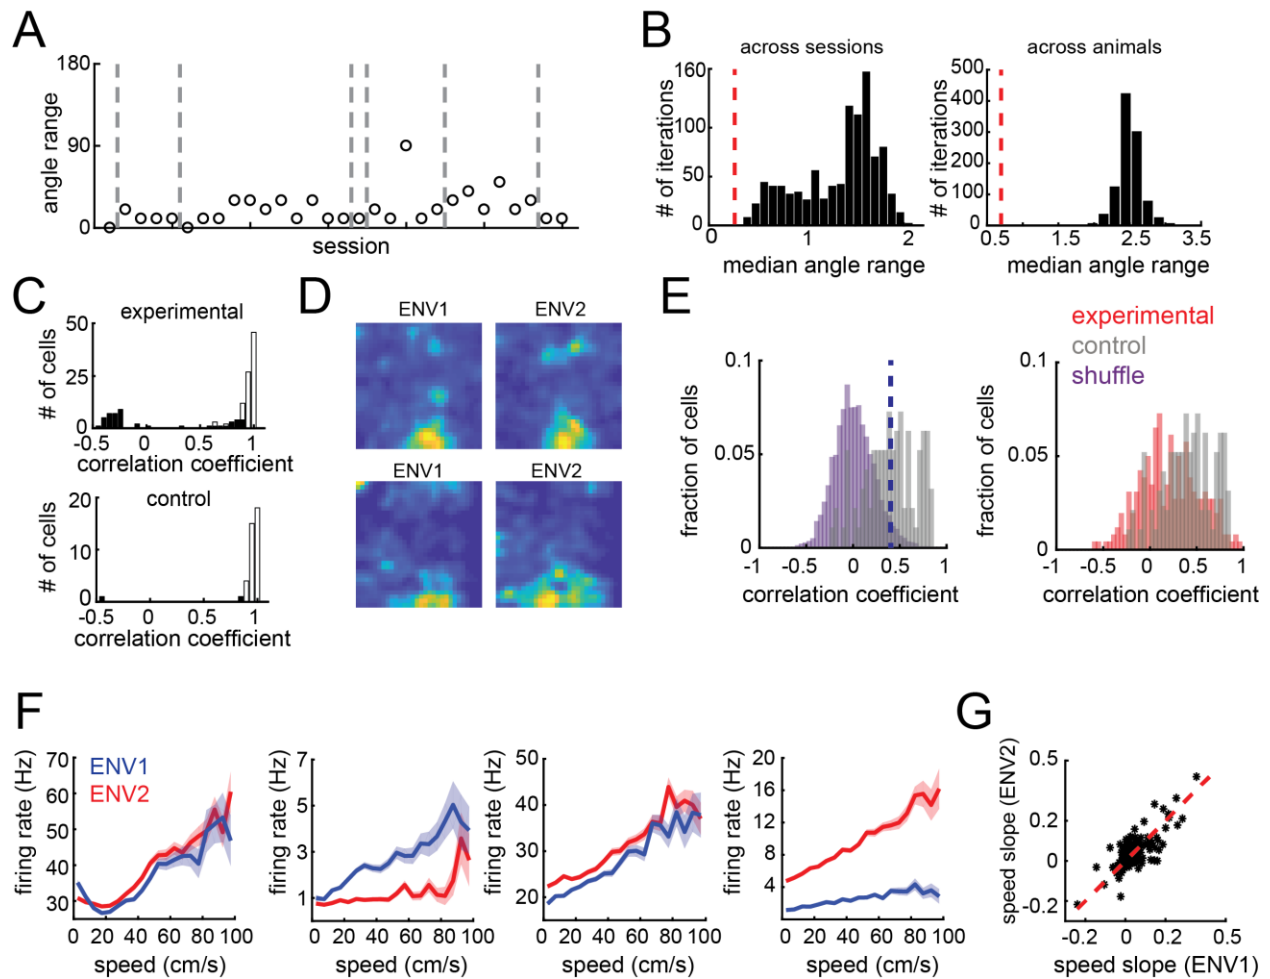 A
180
90
0
angle range
session
B
across sessions
160
100
50
0
# of iterations
0 1 2
median angle range
across animals
500
400
300
200
100
0
# of iterations
0.5 1.5 2.5 3.5
median angle range
C
experimental
50
25
0
# of cells
-0.5 0 0.5 1
correlation coefficient
control
20
10
0
# of cells
-0.5 0 0.5 1
correlation coefficient
D
ENV1 ENV2
ENV1 ENV2
E
experimental
control
shuffle
0.1
0.05
0
fraction of cells
-1 -0.5 0 0.5 1
correlation coefficient
0.1
0.05
0
fraction of cells
-1 -0.5 0 0.5 1
correlation coefficient
F
ENV1
ENV2
70
60
50
40
30
firing rate (Hz)
0 20 40 60 80 100
speed (cm/s)
7
5
3
1
firing rate (Hz)
0 20 40 60 80 100
speed (cm/s)
50
40
30
20
firing rate (Hz)
0 20 40 60 80 100
speed (cm/s)
20
16
12
8
4
firing rate (Hz)
0 20 40 60 80 100
speed (cm/s)
G
0.5
0.2
0
-0.2
speed slope (ENV2)
-0.2 0 0.2 0.5
speed slope (ENV1)